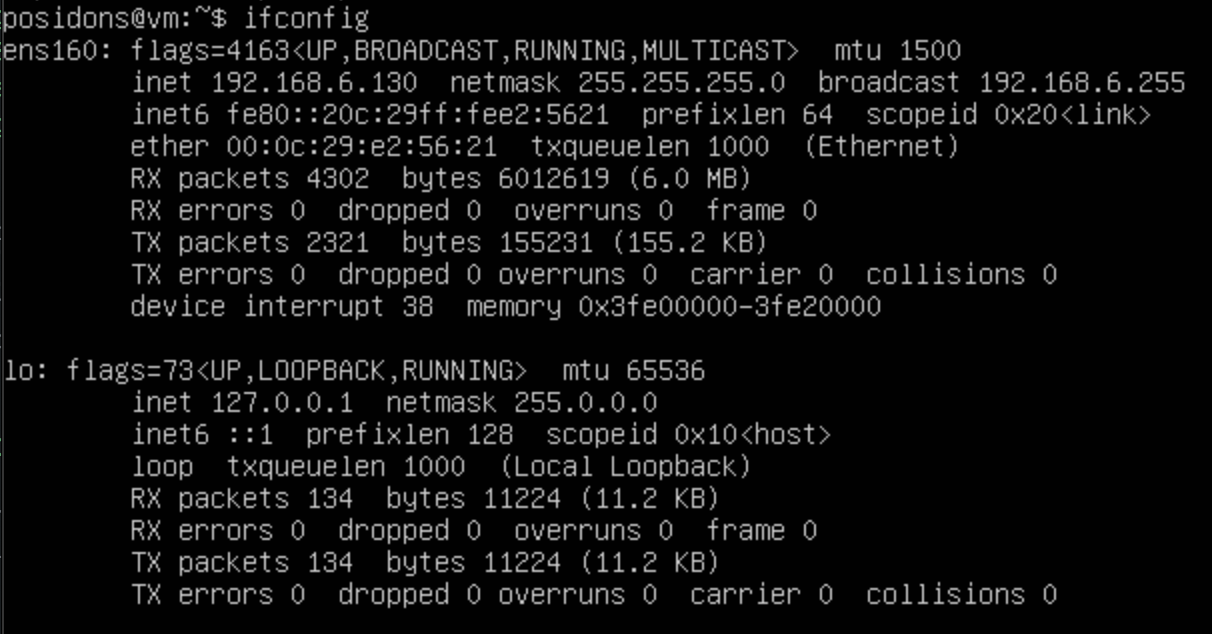 posidons@vm:~$ ifconfig
ens160: flags=4163<UP,BROADCAST,RUNNING,MULTICAST>  mtu 1500
        inet 192.168.6.130  netmask 255.255.255.0  broadcast 192.168.6.255
        inet6 fe80::20c:29ff:fee2:5621  prefixlen 64  scopeid 0x20<link>
        ether 00:0c:29:e2:56:21  txqueuelen 1000  (Ethernet)
        RX packets 4302  bytes 6012619 (6.0 MB)
        RX errors 0  dropped 0  overruns 0  frame 0
        TX packets 2321  bytes 155231 (155.2 KB)
        TX errors 0  dropped 0 overruns 0  carrier 0  collisions 0
        device interrupt 38  memory 0x3fe00000-3fe20000

lo: flags=73<UP,LOOPBACK,RUNNING>  mtu 65536
        inet 127.0.0.1  netmask 255.0.0.0
        inet6 ::1  prefixlen 128  scopeid 0x10<host>
        loop  txqueuelen 1000  (Local Loopback)
        RX packets 134  bytes 11224 (11.2 KB)
        RX errors 0  dropped 0  overruns 0  frame 0
        TX packets 134  bytes 11224 (11.2 KB)
        TX errors 0  dropped 0 overruns 0  carrier 0  collisions 0